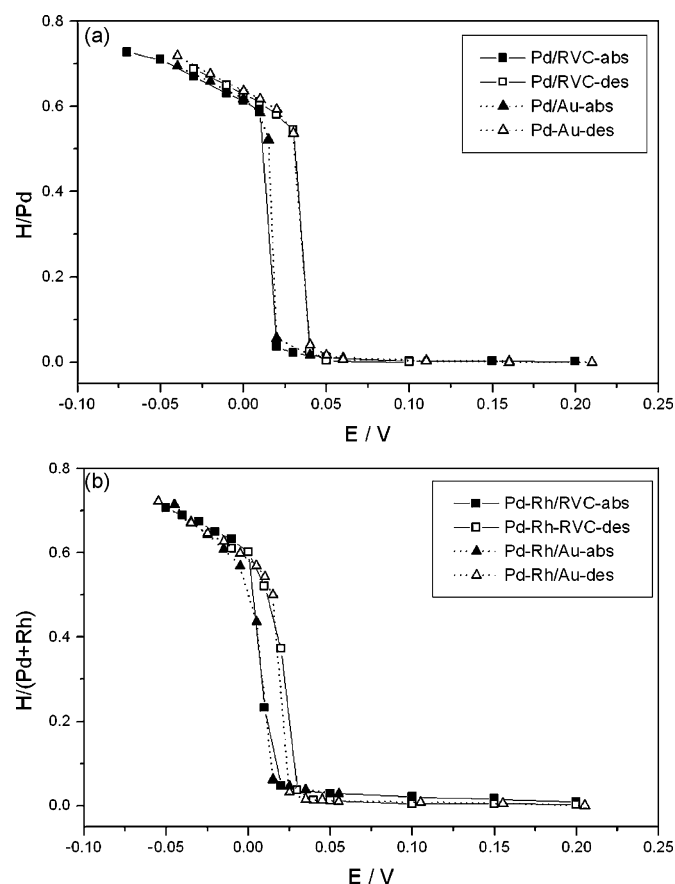 (a)
Pd/RVC-abs
Pd/RVC-des
Pd/Au-abs
Pd-Au-des
0.8
0.6
0.4
0.2
0.0
H/Pd
-0.10 -0.05 0.00 0.05 0.10 0.15 0.20 0.25
E / V
(b)
Pd-Rh/RVC-abs
Pd-Rh-RVC-des
Pd-Rh/Au-abs
Pd-Rh/Au-des
0.8
0.6
0.4
0.2
0.0
H/(Pd+Rh)
-0.10 -0.05 0.00 0.05 0.10 0.15 0.20 0.25
E / V